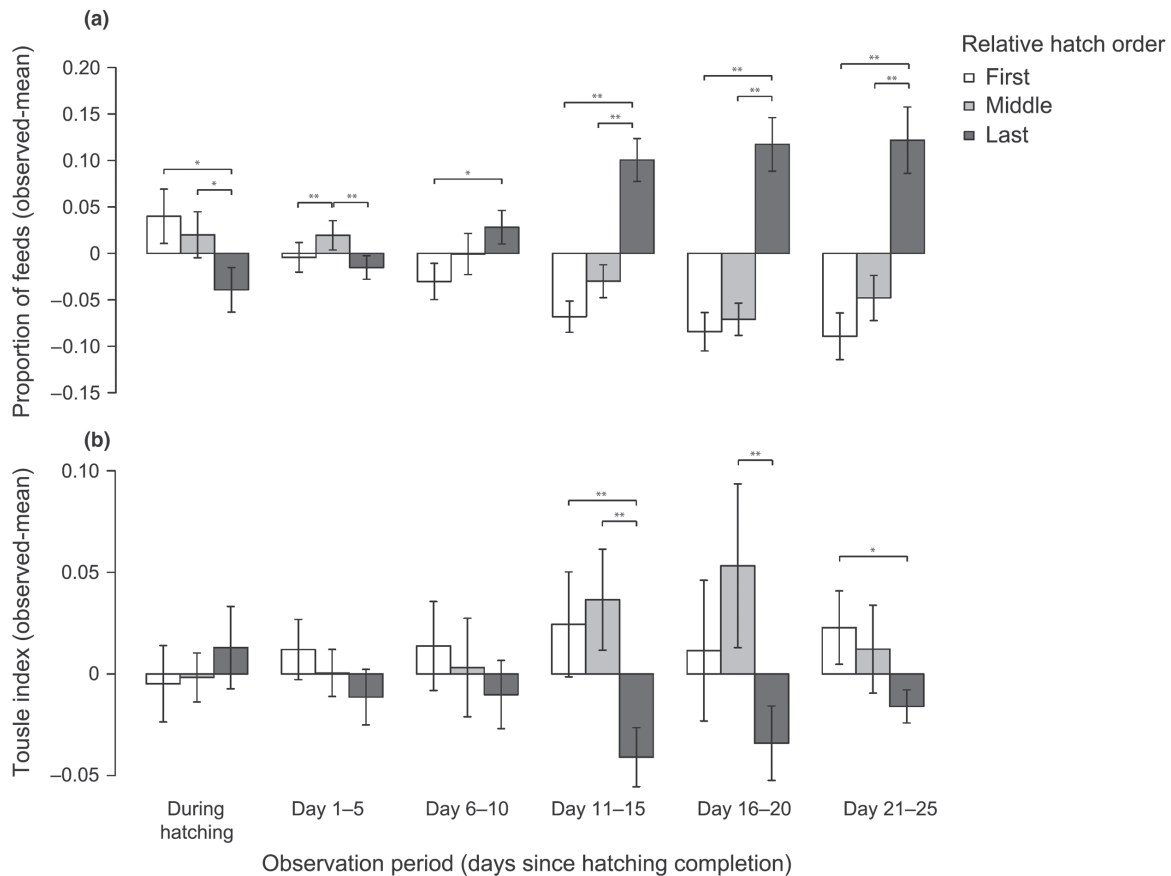 (a)
Relative hatch order
First
Middle
Last
Proportion of feeds (observed-mean)
0.20
0.15
0.10
0.05
0
–0.05
–0.10
–0.15
* * ** ** * ** ** ** ** ** **
(b)
Tousle index (observed-mean)
0.10
0.05
0
–0.05
** ** ** *
During hatching
Day 1–5
Day 6–10
Day 11–15
Day 16–20
Day 21–25
Observation period (days since hatching completion)